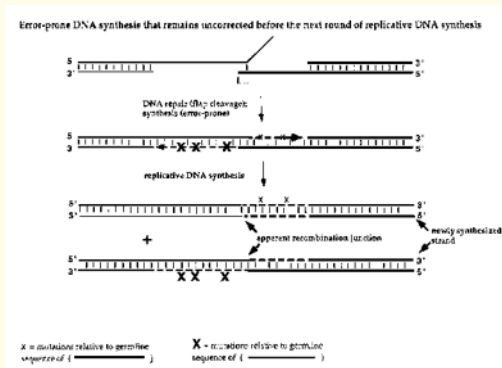 Error-prone DNA synthesis that remains uncorrected before the next round of replicative DNA synthesis
5' 3'
3' 5'
DNA repair (flap cleavage);
synthesis (error-prone)
5' X X 3'
3' X X X 5'
replicative DNA synthesis
x x
5' 3'
3' 5'
+ apparent recombination junction newly synthesized
strand
5' 3'
3' 5'
X X X
x = mutations relative to germline X = mutations relative to germline
sequence of ( ) sequence of ( )